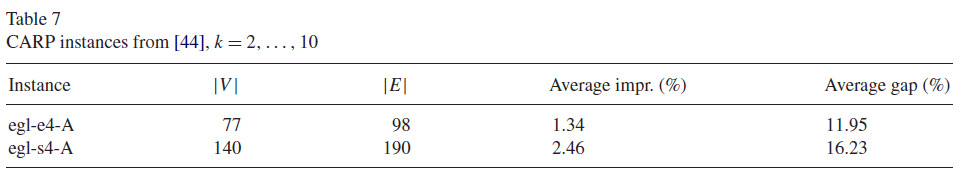 Table 7
CARP instances from [44], k = 2, . . . , 10
Instance |V| |E| Average impr. (%) Average gap (%)
egl-e4-A 77 98 1.34 11.95
egl-s4-A 140 190 2.46 16.23